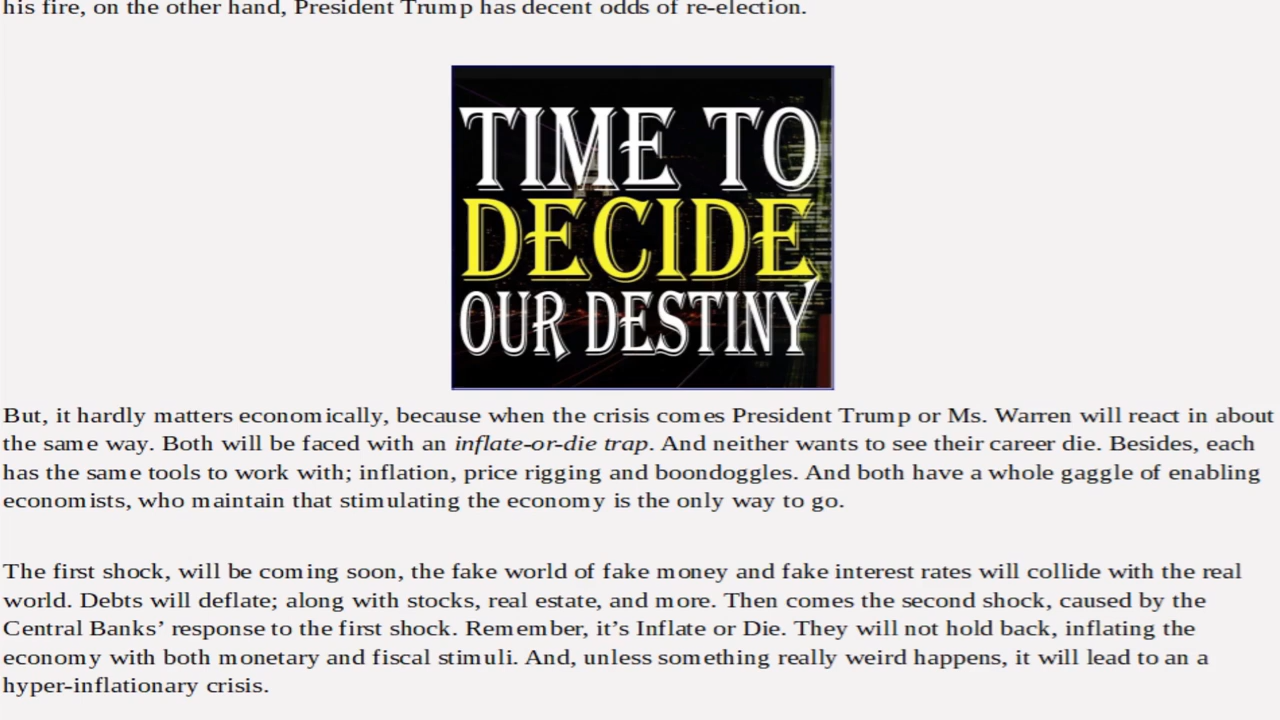 his fire, on the other hand, President Trump has decent odds of re-election.
TIME TO
DECIDE
OUR DESTINY
But, it hardly matters economically, because when the crisis comes President Trump or Ms. Warren will react in about
the same way. Both will be faced with an inflate-or-die trap. And neither wants to see their career die. Besides, each
has the same tools to work with; inflation, price rigging and boondoggles. And both have a whole gaggle of enabling
economists, who maintain that stimulating the economy is the only way to go.
The first shock, will be coming soon, the fake world of fake money and fake interest rates will collide with the real
world. Debts will deflate; along with stocks, real estate, and more. Then comes the second shock, caused by the
Central Banks’ response to the first shock. Remember, it’s Inflate or Die. They will not hold back, inflating the
economy with both monetary and fiscal stimuli. And, unless something really weird happens, it will lead to an a
hyper-inflationary crisis.